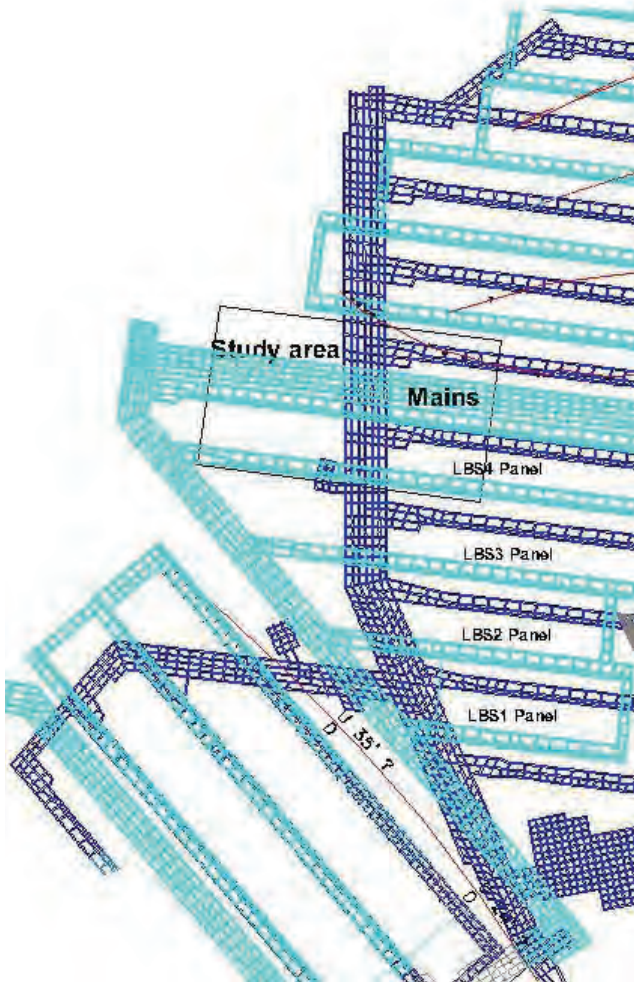 Study area
Mains
LBS4 Panel
LBS3 Panel
LBS2 Panel
LBS1 Panel
U 35' ?
D
D